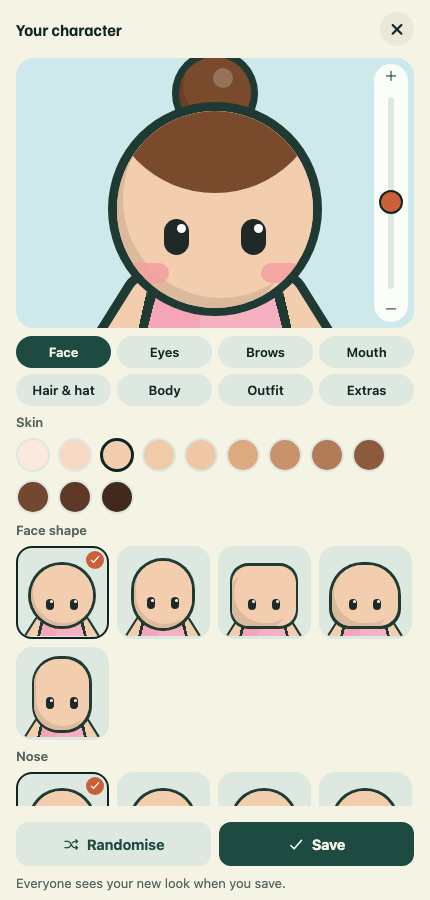 Your character
Face
Eyes
Brows
Mouth
Hair & hat
Body
Outfit
Extras
Skin
Face shape
Nose
Randomise
Save
Everyone sees your new look when you save.